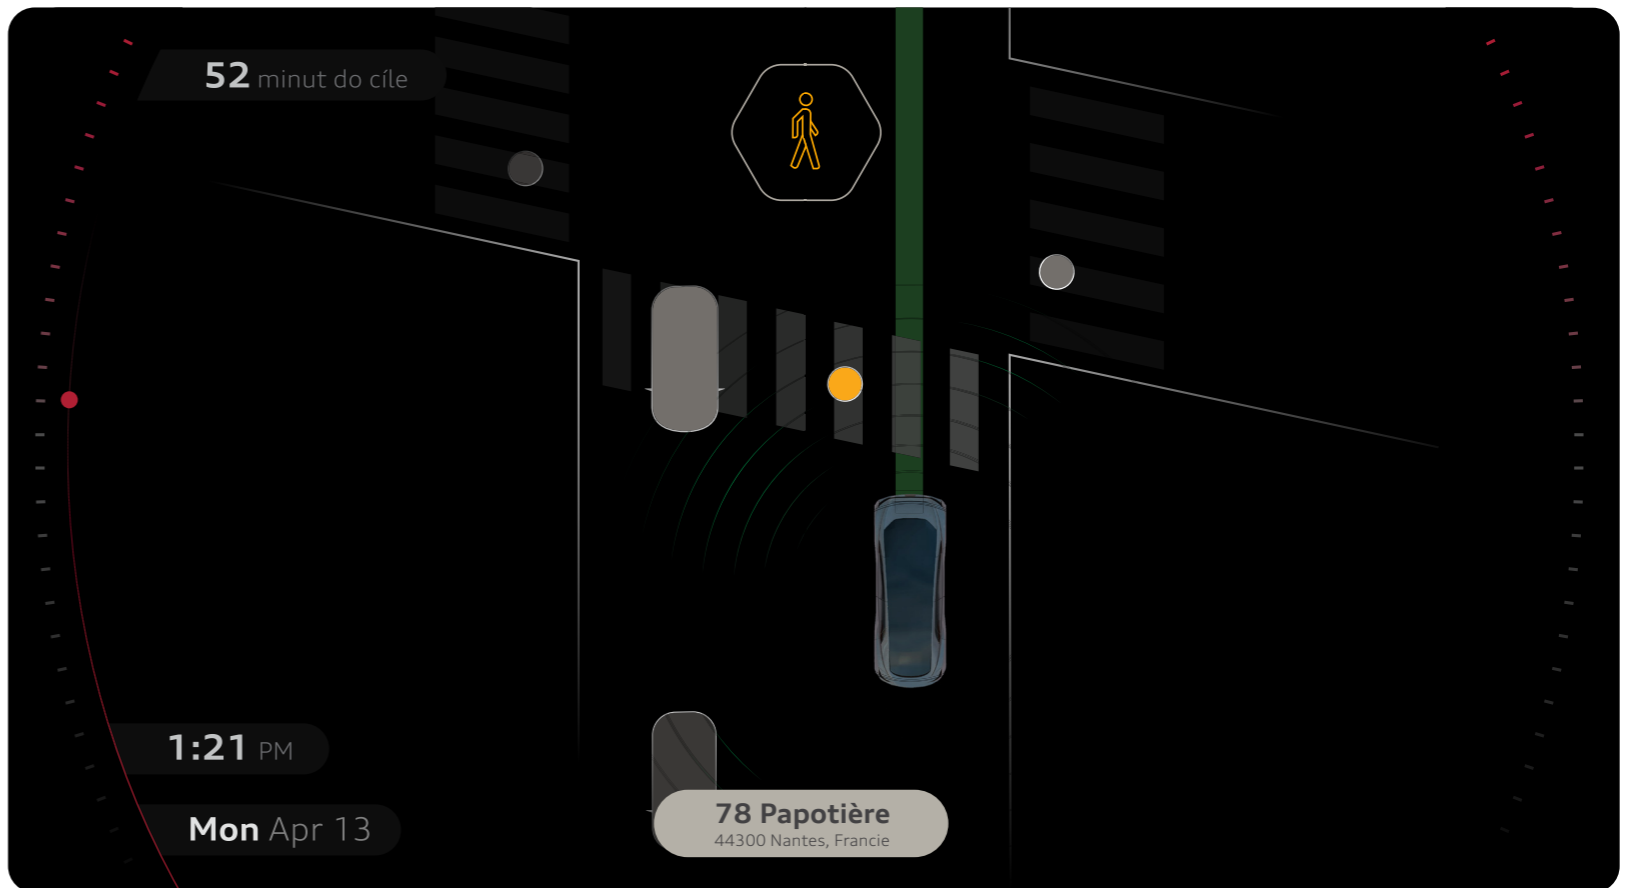 52 minut do cíle
1:21 PM
Mon Apr 13
78 Papotière
44300 Nantes, Francie